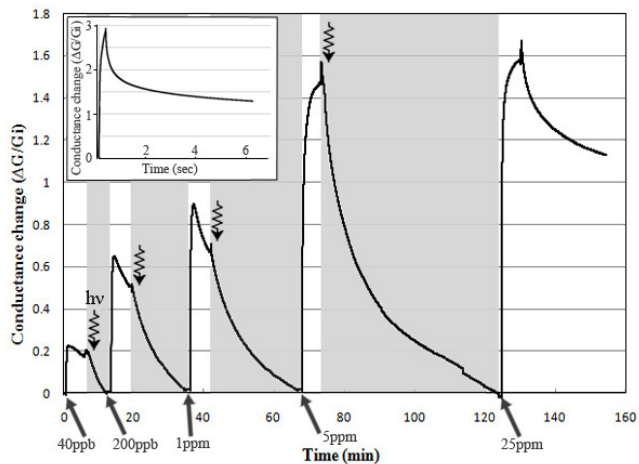 Conductance change (ΔG/Gi)
1.8
1.6
1.4
1.2
1
0.8
0.6
0.4
0.2
0
Conductance change (ΔG/Gi)
3
2
1
0
2
4
6
Time (sec)
hν
0
20
40
60
80
100
120
140
160
40ppb
200ppb
1ppm
5ppm
25ppm
Time (min)